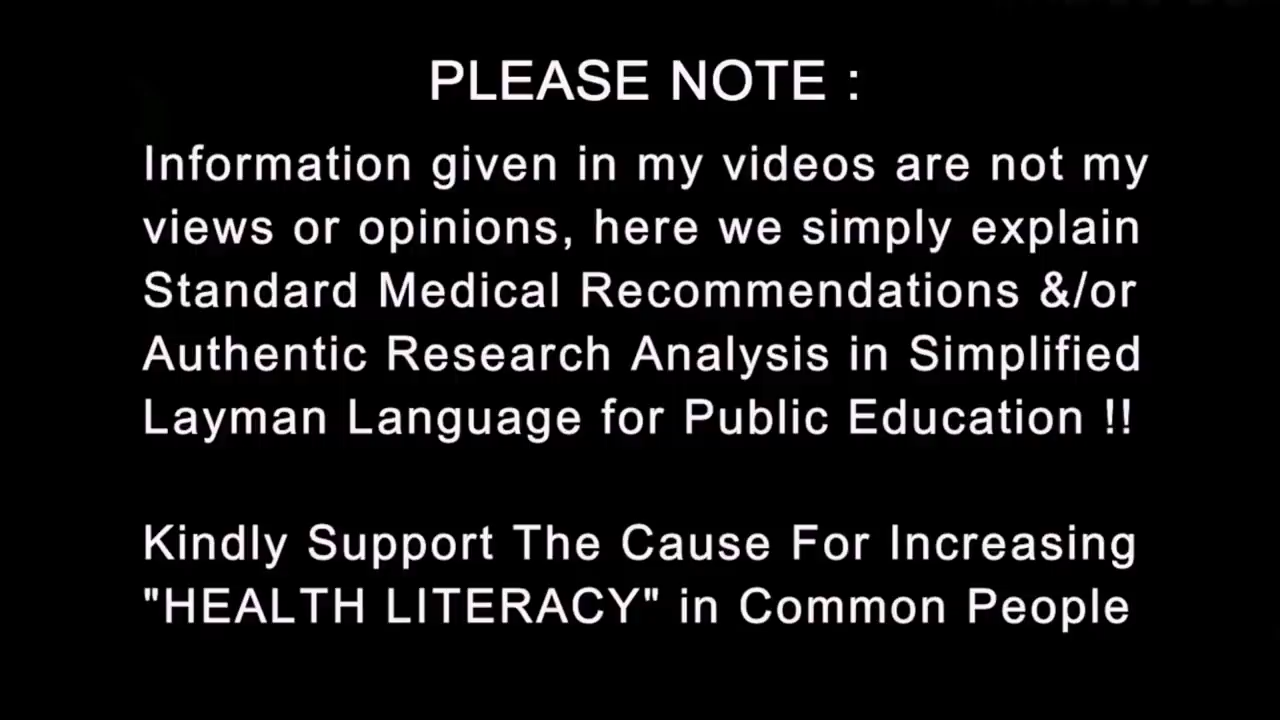 PLEASE NOTE :
Information given in my videos are not my
views or opinions, here we simply explain
Standard Medical Recommendations &/or
Authentic Research Analysis in Simplified
Layman Language for Public Education !!
Kindly Support The Cause For Increasing
"HEALTH LITERACY" in Common People